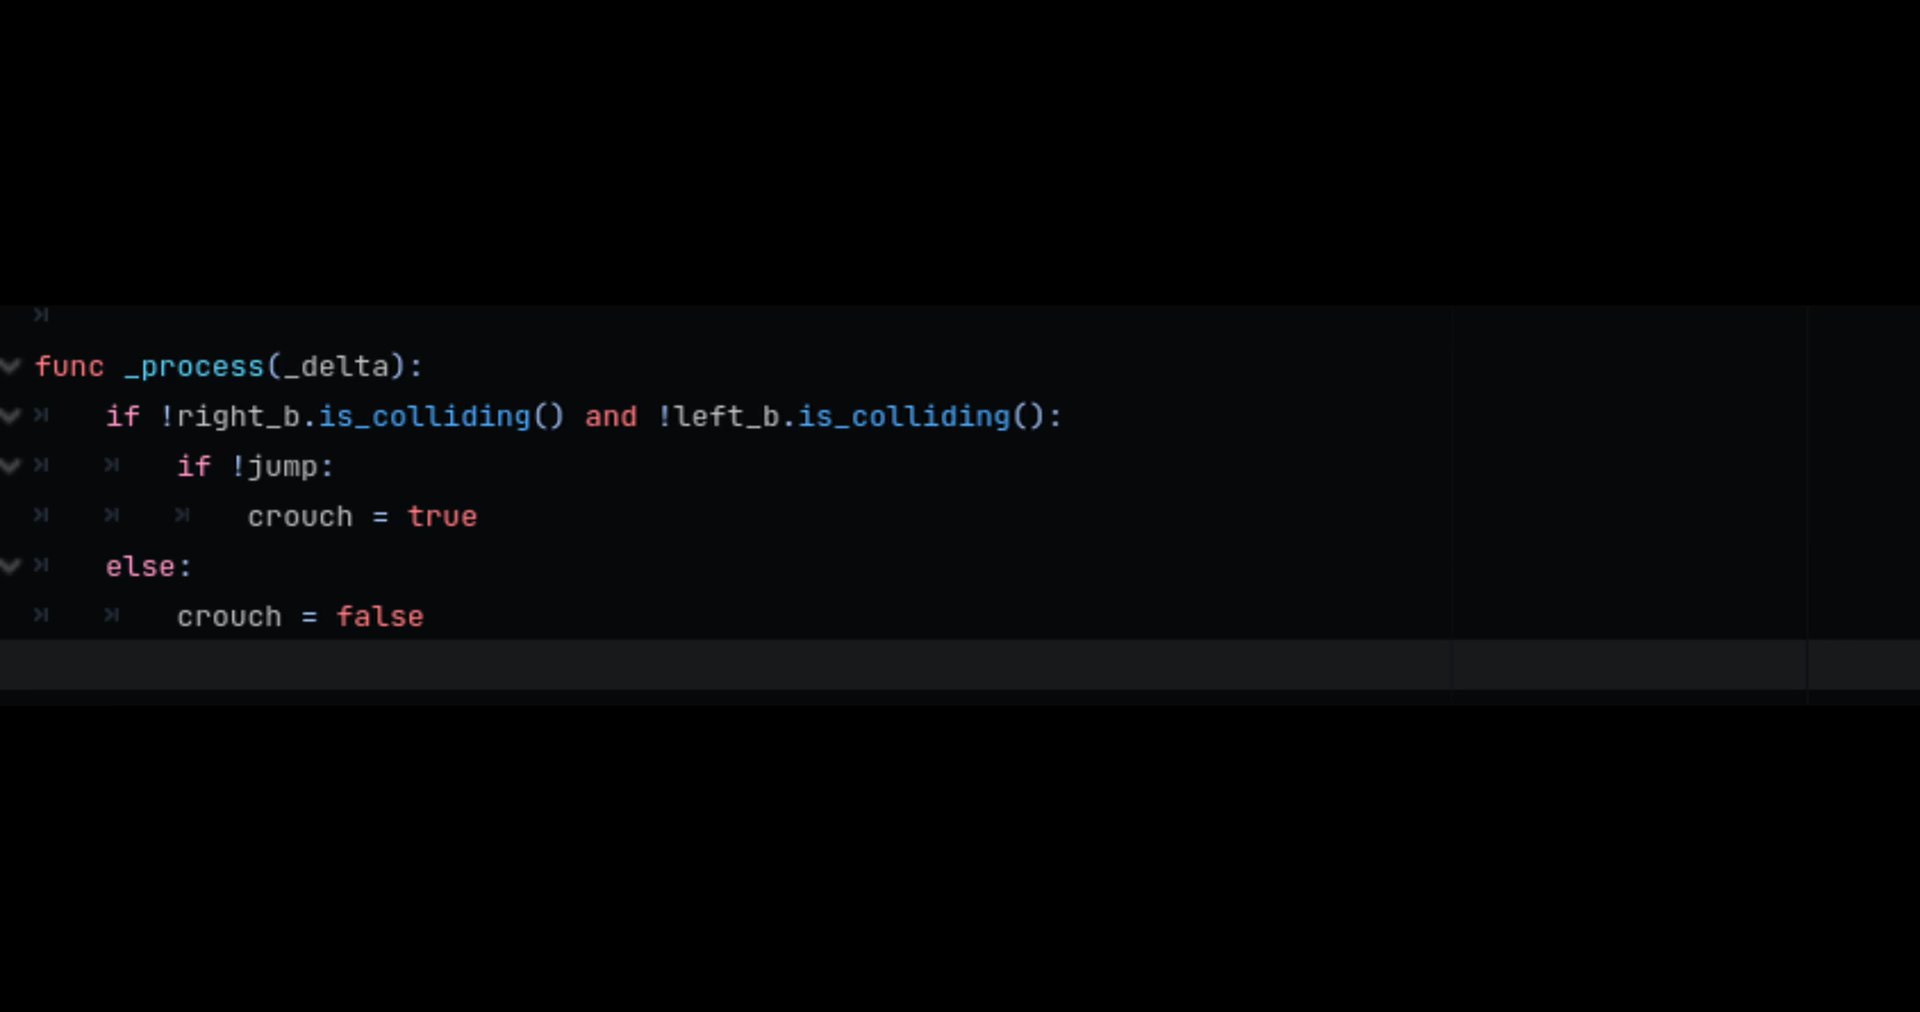 func _process(_delta):
if !right_b.is_colliding() and !left_b.is_colliding():
if !jump:
crouch = true
else:
crouch = false